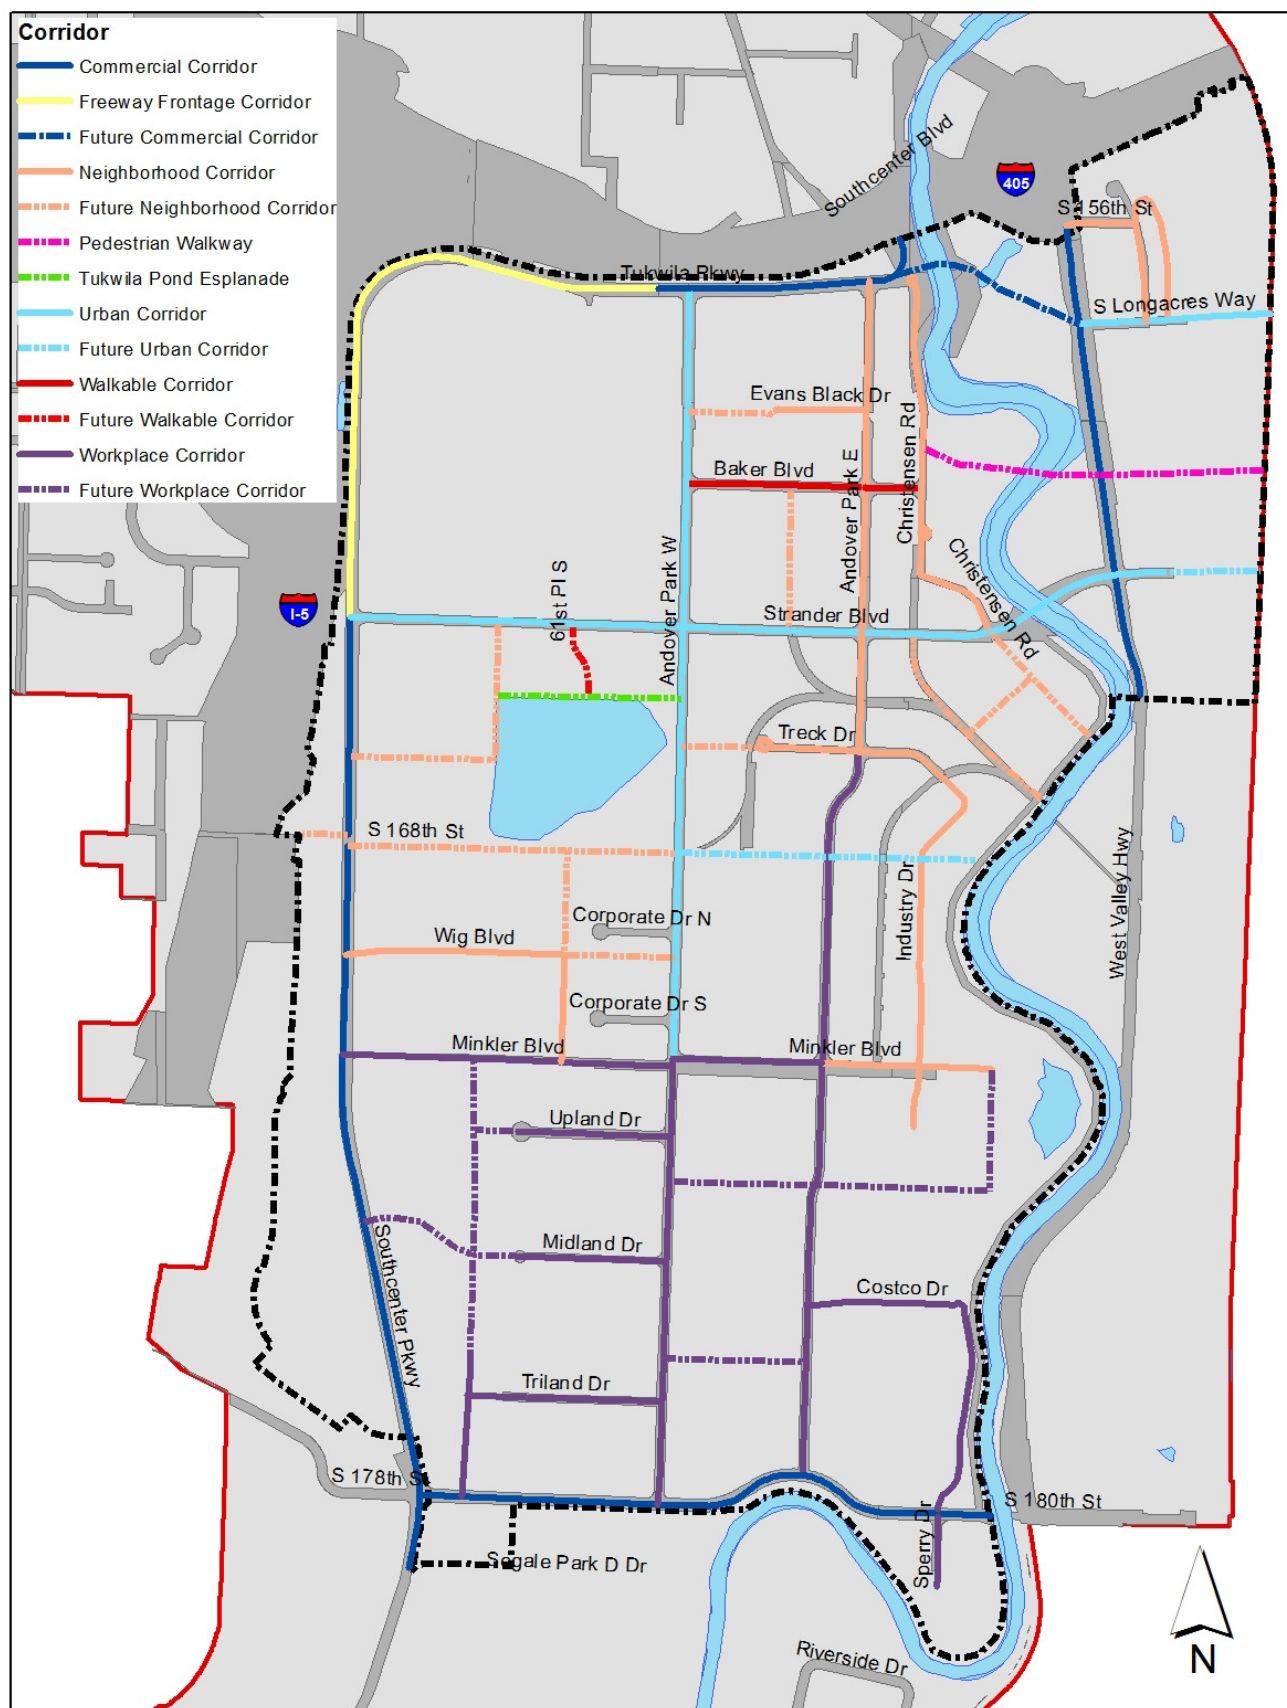 Corridor
Commercial Corridor
Freeway Frontage Corridor
Future Commercial Corridor
Neighborhood Corridor
Future Neighborhood Corridor
Pedestrian Walkway
Tukwila Pond Esplanade
Urban Corridor
Future Urban Corridor
Walkable Corridor
Future Walkable Corridor
Workplace Corridor
Future Workplace Corridor
Southcenter Blvd
405
S 156th St
Tukwila Pkwy
S Longacres Way
Evans Black Dr
Christensen Rd
Baker Blvd
Andover Park E
Andover Park W
61st Pl S
Christensen Rd
I-5
Strander Blvd
Treck Dr
S 168th St
Industry Dr
West Valley Hwy
Corporate Dr N
Wig Blvd
Corporate Dr S
Minkler Blvd
Minkler Blvd
Upland Dr
Midland Dr
Southcenter Pkwy
Costco Dr
Triland Dr
S 178th S
S 180th St
Sperry Dr
Segale Park D Dr
Riverside Dr
N